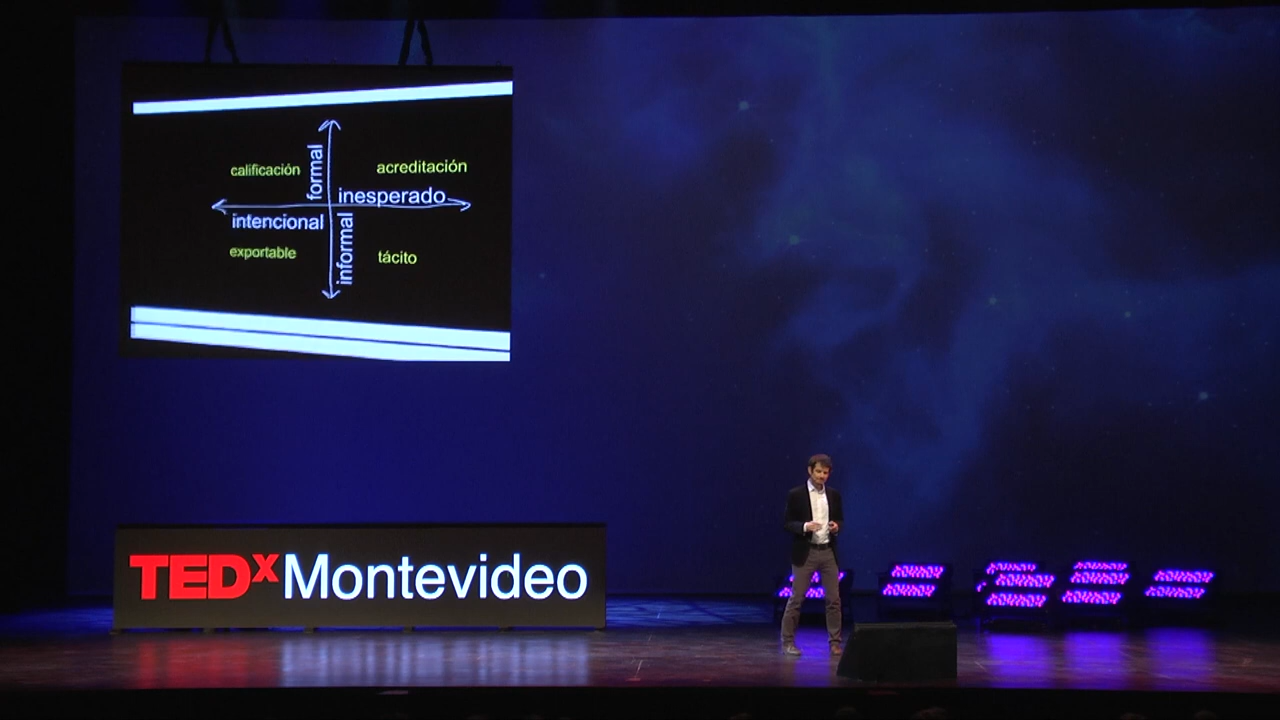 calificación
acreditación
formal
inesperado
intencional
informal
exportable
tácito
TEDxMontevideo